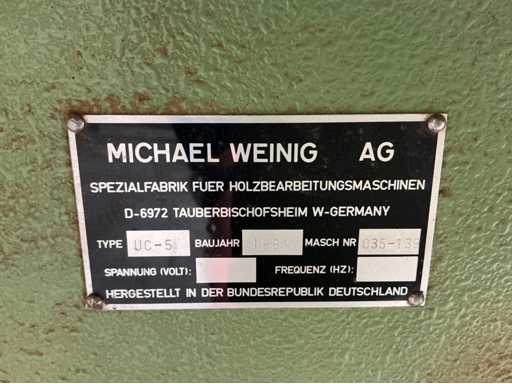 MICHAEL WEINIG AG
SPEZIALFABRIK FUER HOLZBEARBEITUNGSMASCHINEN
D-6972 TAUBERBISCHOFSHEIM W-GERMANY
TYPE BAUJAHR MASCH NR
SPANNUNG (VOLT): FREQUENZ (HZ):
HERGESTELLT IN DER BUNDESREPUBLIK DEUTSCHLAND